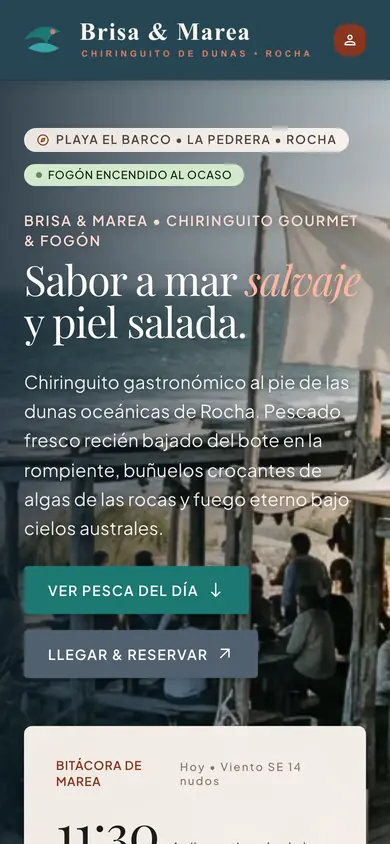 Brisa & Marea
CHIRINGUITO DE DUNAS • ROCHA
PLAYA EL BARCO • LA PEDRERA • ROCHA
FOGÓN ENCENDIDO AL OCASO
BRISA & MAREA • CHIRINGUITO GOURMET
& FOGÓN
Sabor a mar salvaje
y piel salada.
Chiringuito gastronómico al pie de las
dunas oceánicas de Rocha. Pescado
fresco recién bajado del bote en la
rompiente, buñuelos crocantes de
algas de las rocas y fuego eterno bajo
cielos australes.
VER PESCA DEL DÍA ↓
LLEGAR & RESERVAR ↗
BITÁCORA DE
MAREA
Hoy • Viento SE 14
nudos
11:30